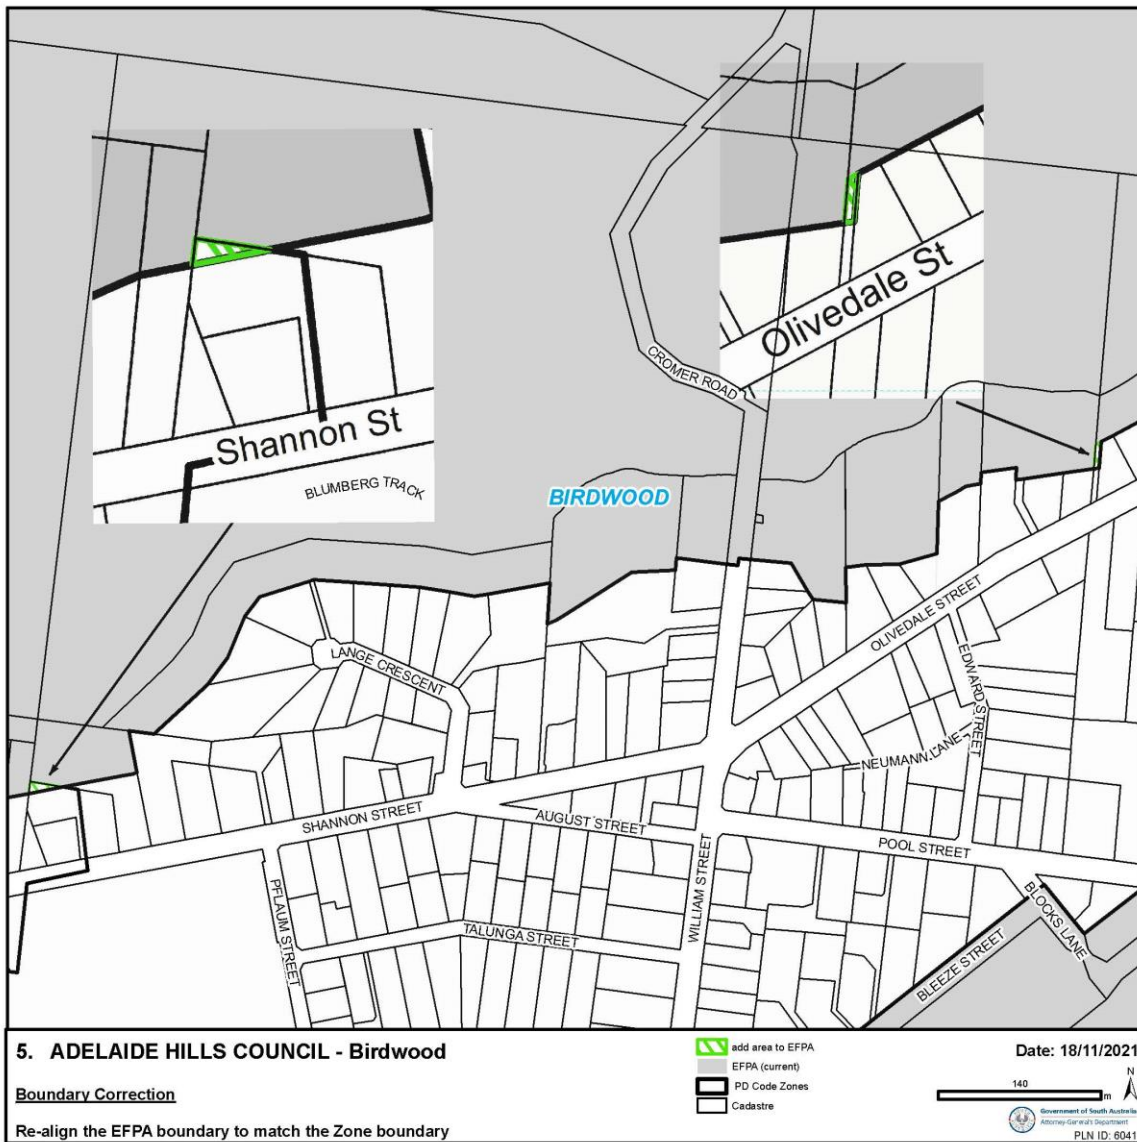 Olivedale St
CROMER ROAD
Shannon St
BLUMBERG TRACK
BIRDWOOD
OLIVEDALE STREET
LANGE CRESCENT
EDWARD STREET
NEUMANN LANE
SHANNON STREET
AUGUST STREET
POOL STREET
WILLIAM STREET
PFLAUM STREET
TALUNGA STREET
BLOCKS LANE
BLEEZE STREET
5. ADELAIDE HILLS COUNCIL - Birdwood
Boundary Correction
Re-align the EFPA boundary to match the Zone boundary
add area to EFPA
EFPA (current)
PD Code Zones
Cadastre
Date: 18/11/2021
N
140
m
Government of South Australia
Attorney-General's Department
PLN ID: 6041